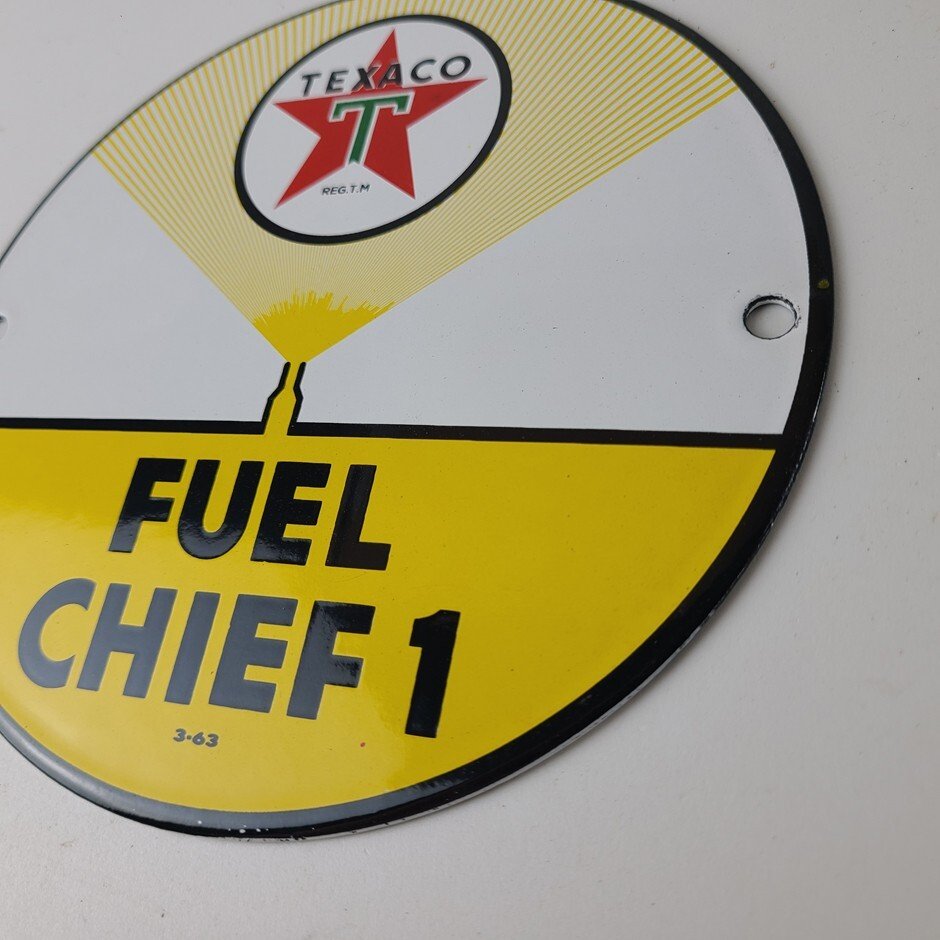 TEXACO
T
REG.T.M
FUEL
CHIEF 1
3-63